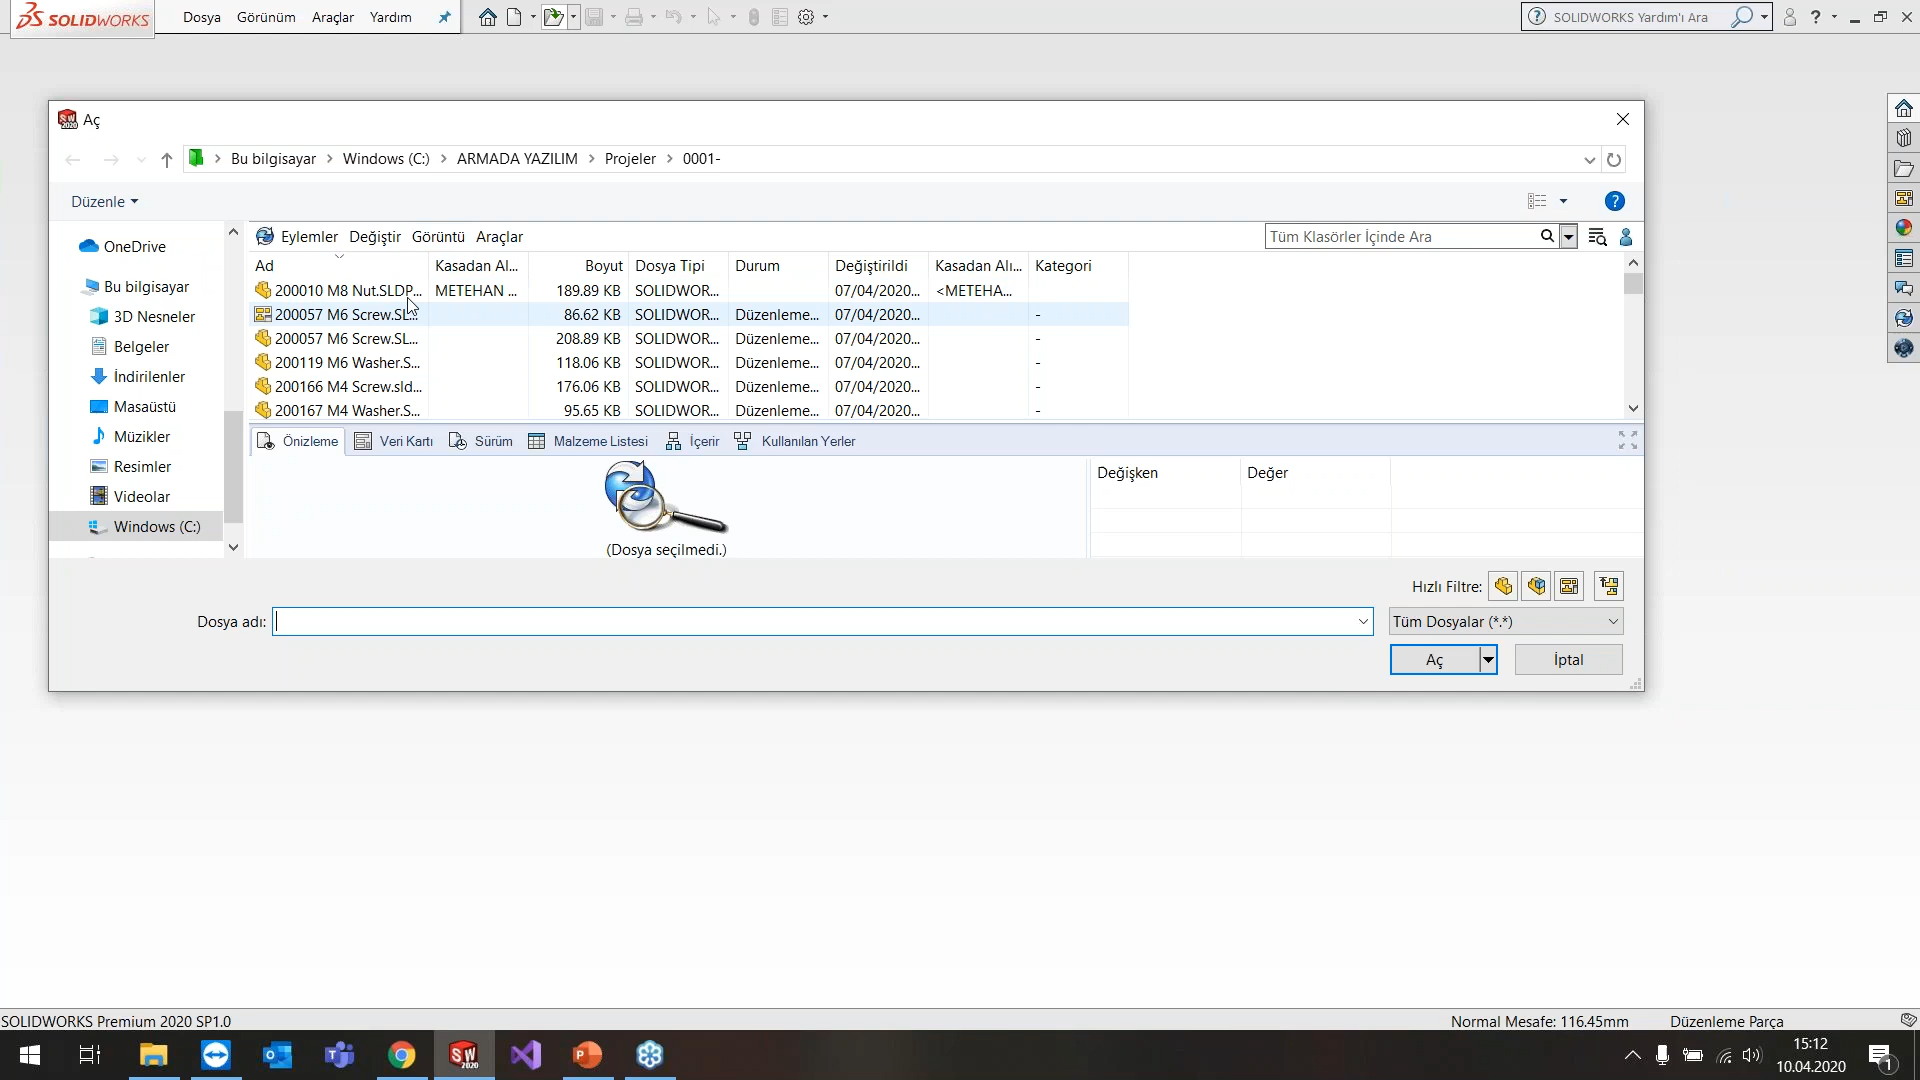 SOLIDWORKS Dosya Görünüm Araçlar Yardım SOLIDWORKS Yardım'ı Ara
Aç
Bu bilgisayar > Windows (C:) > ARMADA YAZILIM > Projeler > 0001-
Düzenle
OneDrive
Bu bilgisayar
3D Nesneler
Belgeler
İndirilenler
Masaüstü
Müzikler
Resimler
Videolar
Windows (C:)
Eylemler Değiştir Görüntü Araçlar Tüm Klasörler İçinde Ara
Ad Kasadan Al... Boyut Dosya Tipi Durum Değiştirildi Kasadan Alı... Kategori
200010 M8 Nut.SLDP... METEHAN ... 189.89 KB SOLIDWOR... 07/04/2020... <METEHA...
200057 M6 Screw.SL... 86.62 KB SOLIDWOR... Düzenleme... 07/04/2020... -
200057 M6 Screw.SL... 208.89 KB SOLIDWOR... Düzenleme... 07/04/2020... -
200119 M6 Washer.S... 118.06 KB SOLIDWOR... Düzenleme... 07/04/2020... -
200166 M4 Screw.sld... 176.06 KB SOLIDWOR... Düzenleme... 07/04/2020... -
200167 M4 Washer.S... 95.65 KB SOLIDWOR... Düzenleme... 07/04/2020... -
Önizleme Veri Kartı Sürüm Malzeme Listesi İçerir Kullanılan Yerler
(Dosya seçilmedi.)
Değişken Değer
Hızlı Filtre:
Dosya adı: Tüm Dosyalar (*.*)
Aç İptal
SOLIDWORKS Premium 2020 SP1.0 Normal Mesafe: 116.45mm Düzenleme Parça
15:12
10.04.2020
1